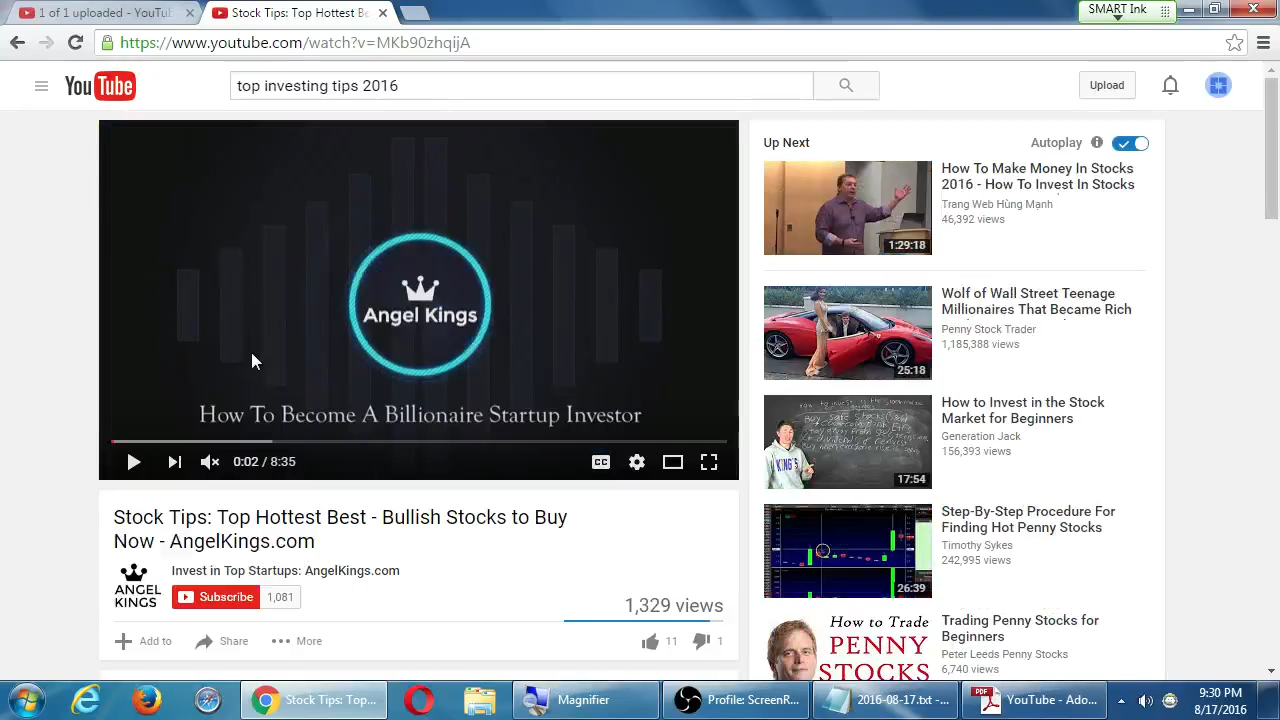 1 of 1 uploaded - YouTu
Stock Tips: Top Hottest Be
SMART Ink
https://www.youtube.com/watch?v=MKb90zhqijA
YouTube
top investing tips 2016
Upload
Angel Kings
How To Become A Billionaire Startup Investor
0:02 / 8:35
CC
Stock Tips: Top Hottest Best - Bullish Stocks to Buy
Now - AngelKings.com
est in Top Startups: AngelKings.com
ANGEL
KINGS
Subscribe
1,081
1,329 views
Add to
Share
More
11
1
Up Next
Autoplay
How To Make Money In Stocks
2016 - How To Invest In Stocks
Trang Web Hùng Mạnh
46,392 views
1:29:18
Wolf of Wall Street Teenage
Millionaires That Became Rich
Penny Stock Trader
1,185,388 views
25:18
How to Invest in the Stock
Market for Beginners
Generation Jack
156,393 views
KING'S
17:54
Step-By-Step Procedure For
Finding Hot Penny Stocks
Timothy Sykes
242,995 views
26:39
How to Trade
PENNY
STOCKS
Trading Penny Stocks for
Beginners
Peter Leeds Penny Stocks
6,740 views
Stock Tips: Top...
Magnifier
Profile: ScreenR...
2016-08-17.txt -...
PDF
YouTube - Ado...
9:30 PM
8/17/2016